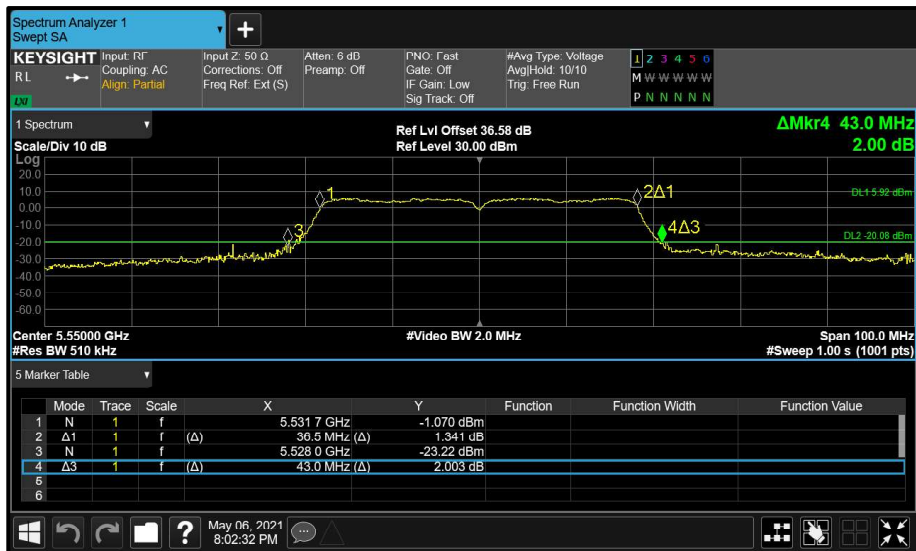 Spectrum Analyzer 1
Swept SA
KEYSIGHT Input: RF Input Z: 50 Ω Atten: 6 dB PNO: Fast #Avg Type: Voltage 1 2 3 4 5 6
RL Coupling: AC Corrections: Off Preamp: Off Gate: Off Avg|Hold: 10/10 M W W W W W
Align: Partial Freq Ref: Ext (S) IF Gain: Low Trig: Free Run
LXI Sig Track: Off P N N N N N
1 Spectrum Ref Lvl Offset 36.58 dB ΔMkr4 43.0 MHz
Scale/Div 10 dB Ref Level 30.00 dBm 2.00 dB
Log
20.0
10.0 1 2Δ1 DL1 5.92 dBm
0.00
-10.0 3 4Δ3
-20.0 DL2 -20.08 dBm
-30.0
-40.0
-50.0
-60.0
Center 5.55000 GHz #Video BW 2.0 MHz Span 100.0 MHz
#Res BW 510 kHz #Sweep 1.00 s (1001 pts)
5 Marker Table
Mode Trace Scale X Y Function Function Width Function Value
1 N 1 f 5.531 7 GHz -1.070 dBm
2 Δ1 1 f (Δ) 36.5 MHz (Δ) 1.341 dB
3 N 1 f 5.528 0 GHz -23.22 dBm
4 Δ3 1 f (Δ) 43.0 MHz (Δ) 2.003 dB
5
6
? May 06, 2021
8:02:32 PM